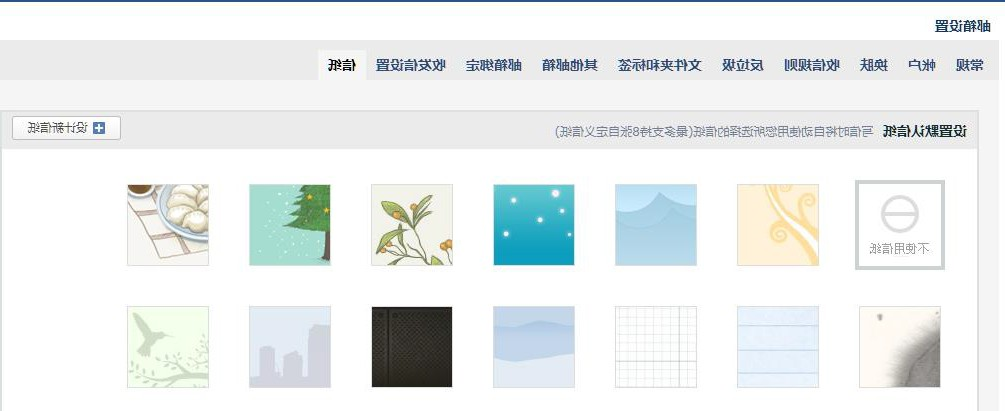 邮箱设置
常规 帐户 换肤 收信规则 反垃圾 文件夹和标签 其他邮箱 邮箱绑定 收发信设置 信纸
设置默认信纸 写信时将自动使用您所选择的信纸(最多支持8张自定义信纸) 设计新信纸
不使用信纸